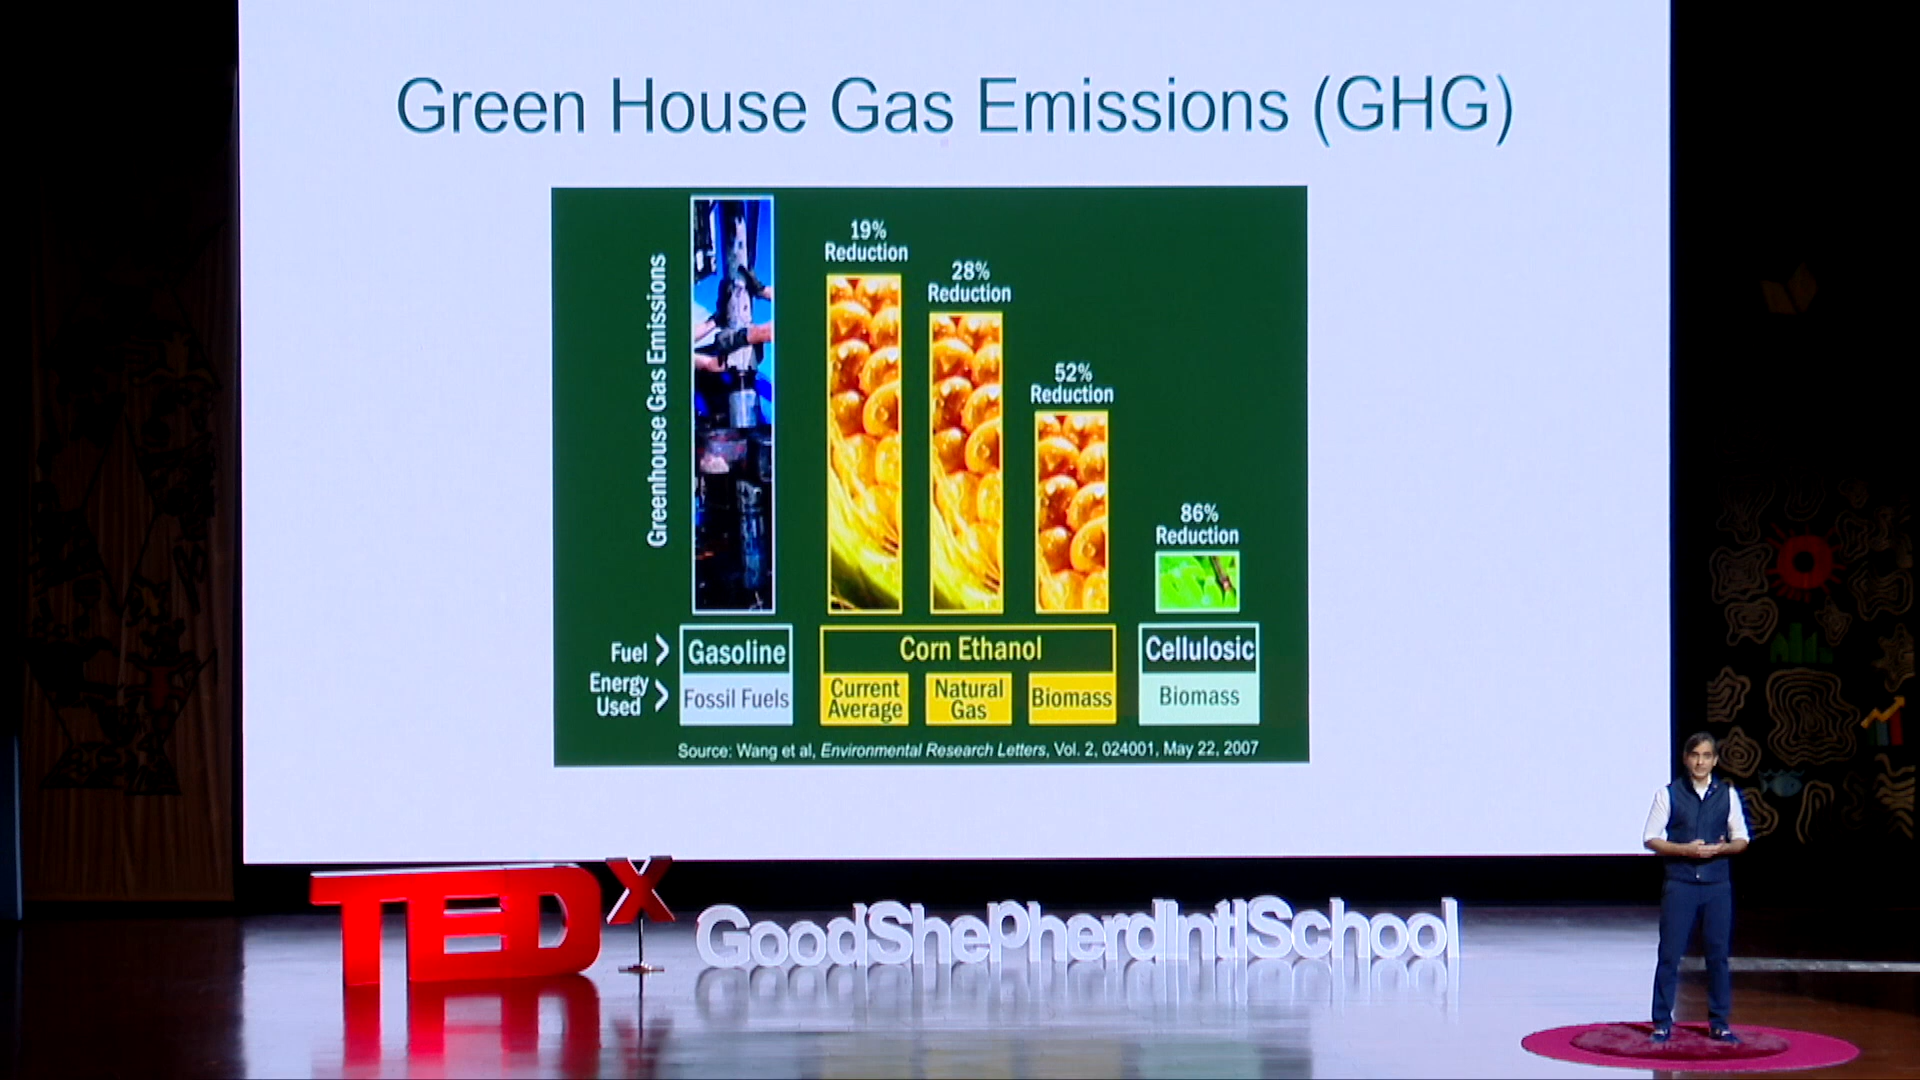 Green House Gas Emissions (GHG)
Greenhouse Gas Emissions
19%
Reduction
28%
Reduction
52%
Reduction
86%
Reduction
Fuel >
Gasoline
Corn Ethanol
Cellulosic
Energy
Used >
Fossil Fuels
Current
Average
Natural
Gas
Biomass
Biomass
Source: Wang et al, Environmental Research Letters, Vol. 2, 024001, May 22, 2007
TEDx GoodShePherdIntlSchool